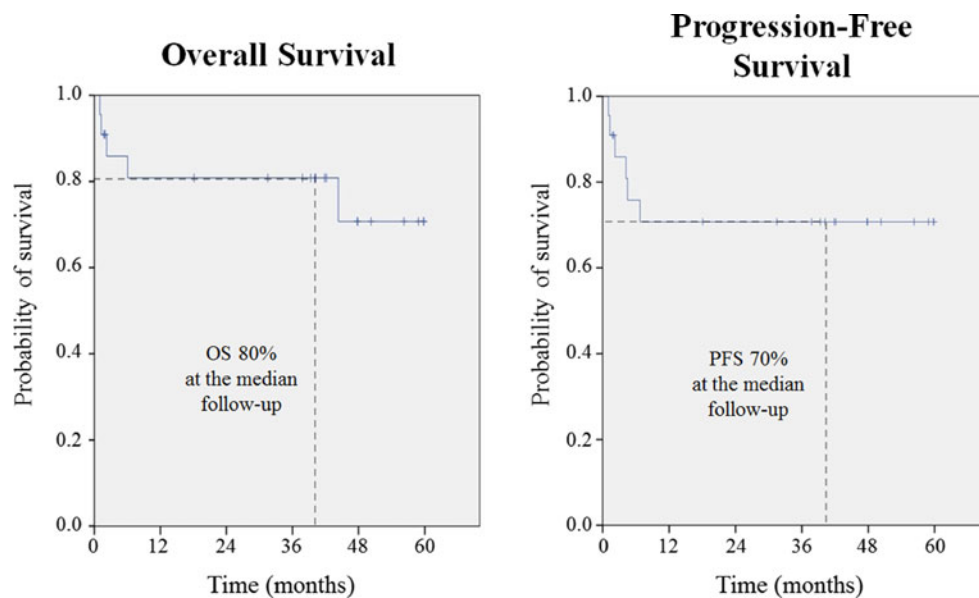 Overall Survival
Probability of survival
1.0
0.8
0.6
0.4
0.2
0.0
OS 80%
at the median
follow-up
0
12
24
36
48
60
Time (months)
Progression-Free
Survival
Probability of survival
1.0
0.8
0.6
0.4
0.2
0.0
PFS 70%
at the median
follow-up
0
12
24
36
48
60
Time (months)